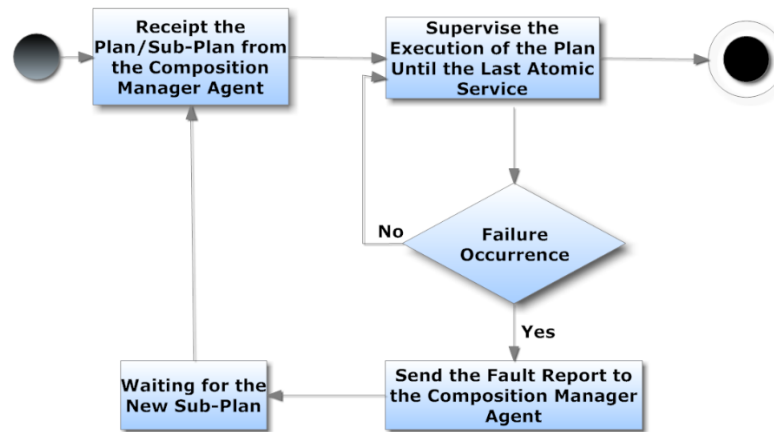 Receipt the
Plan/Sub-Plan from
the Composition
Manager Agent
Supervise the
Execution of the Plan
Until the Last Atomic
Service
No
Failure
Occurrence
Yes
Waiting for the
New Sub-Plan
Send the Fault Report to
the Composition Manager
Agent